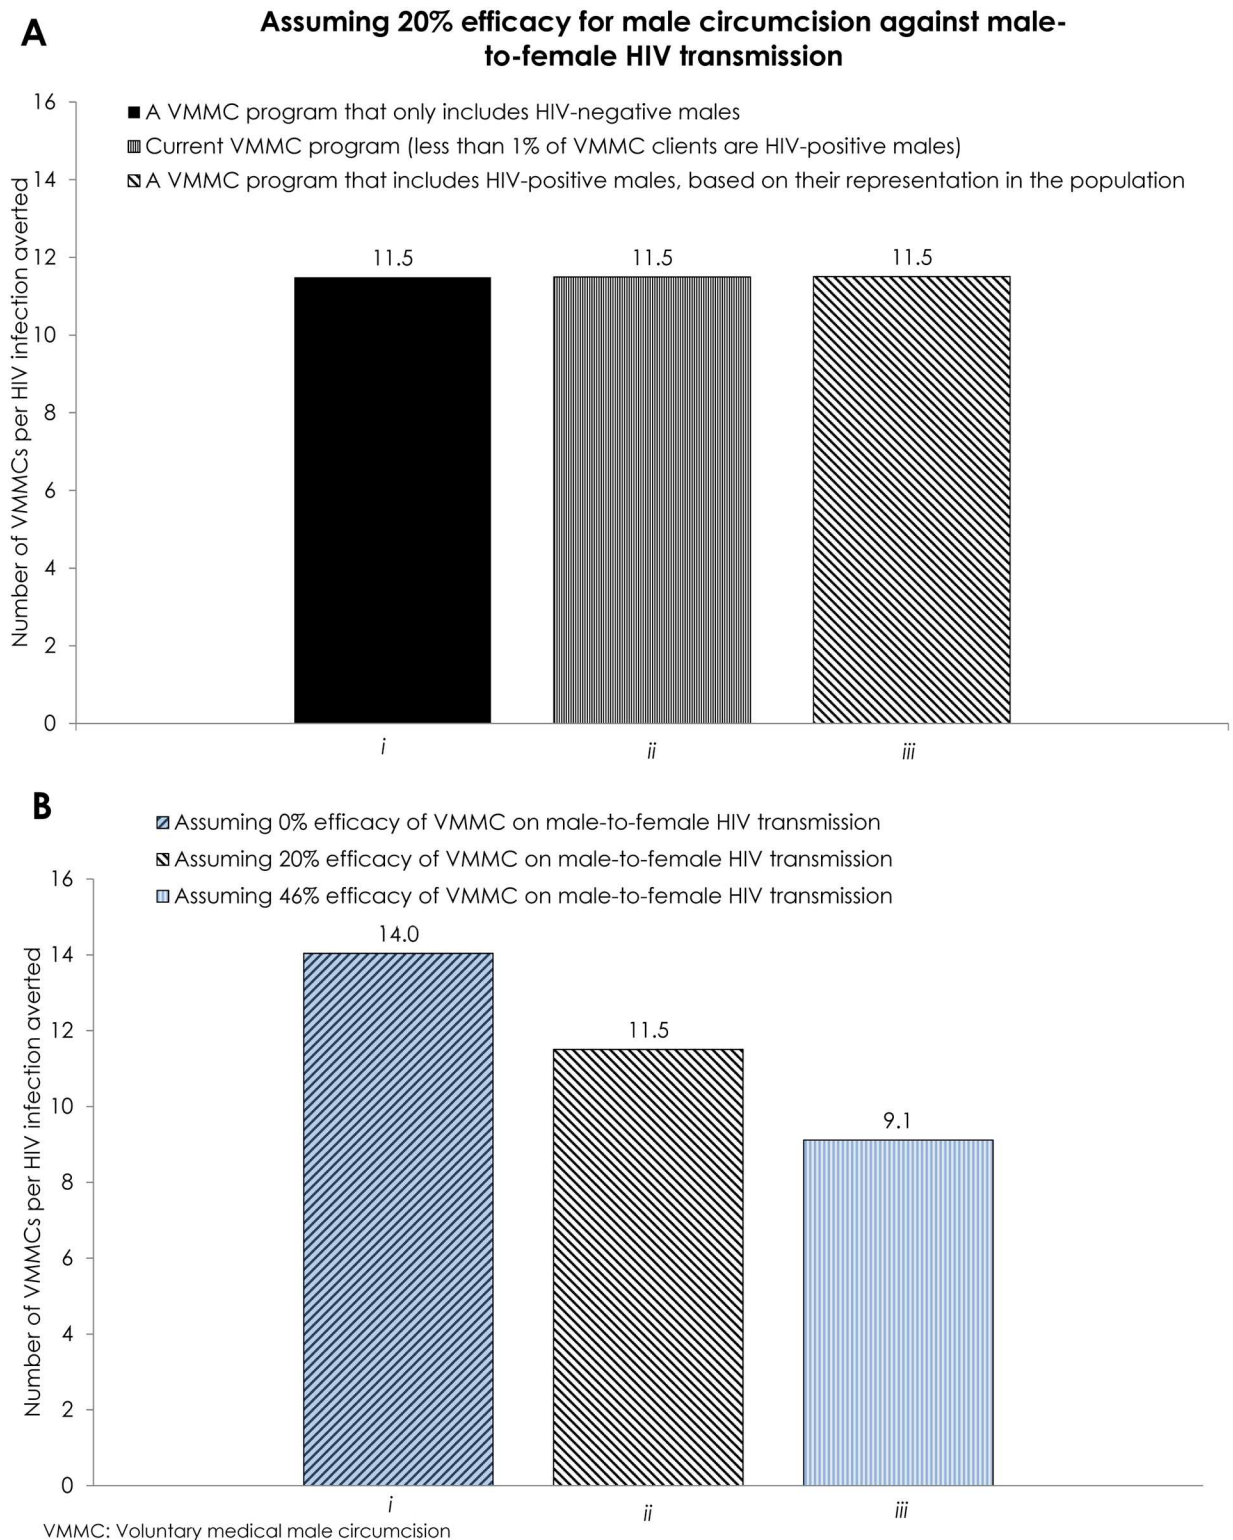 A
Assuming 20% efficacy for male circumcision against male-
to-female HIV transmission
16
A VMMC program that only includes HIV-negative males
Current VMMC program (less than 1% of VMMC clients are HIV-positive males)
A VMMC program that includes HIV-positive males, based on their representation in the population
14
12
10
8
6
4
2
0
Number of VMMCs per HIV infection averted
11.5
11.5
11.5
i
ii
iii
B
Assuming 0% efficacy of VMMC on male-to-female HIV transmission
Assuming 20% efficacy of VMMC on male-to-female HIV transmission
Assuming 46% efficacy of VMMC on male-to-female HIV transmission
16
14
12
10
8
6
4
2
0
Number of VMMCs per HIV infection averted
14.0
11.5
9.1
i
ii
iii
VMMC: Voluntary medical male circumcision